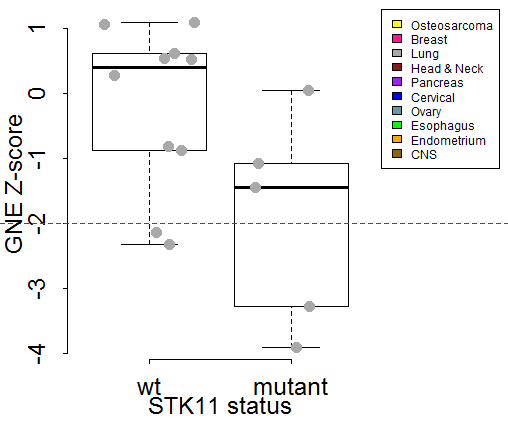 GNE Z-score
1
0
-1
-2
-3
-4
wt
mutant
STK11 status
Osteosarcoma
Breast
Lung
Head & Neck
Pancreas
Cervical
Ovary
Esophagus
Endometrium
CNS